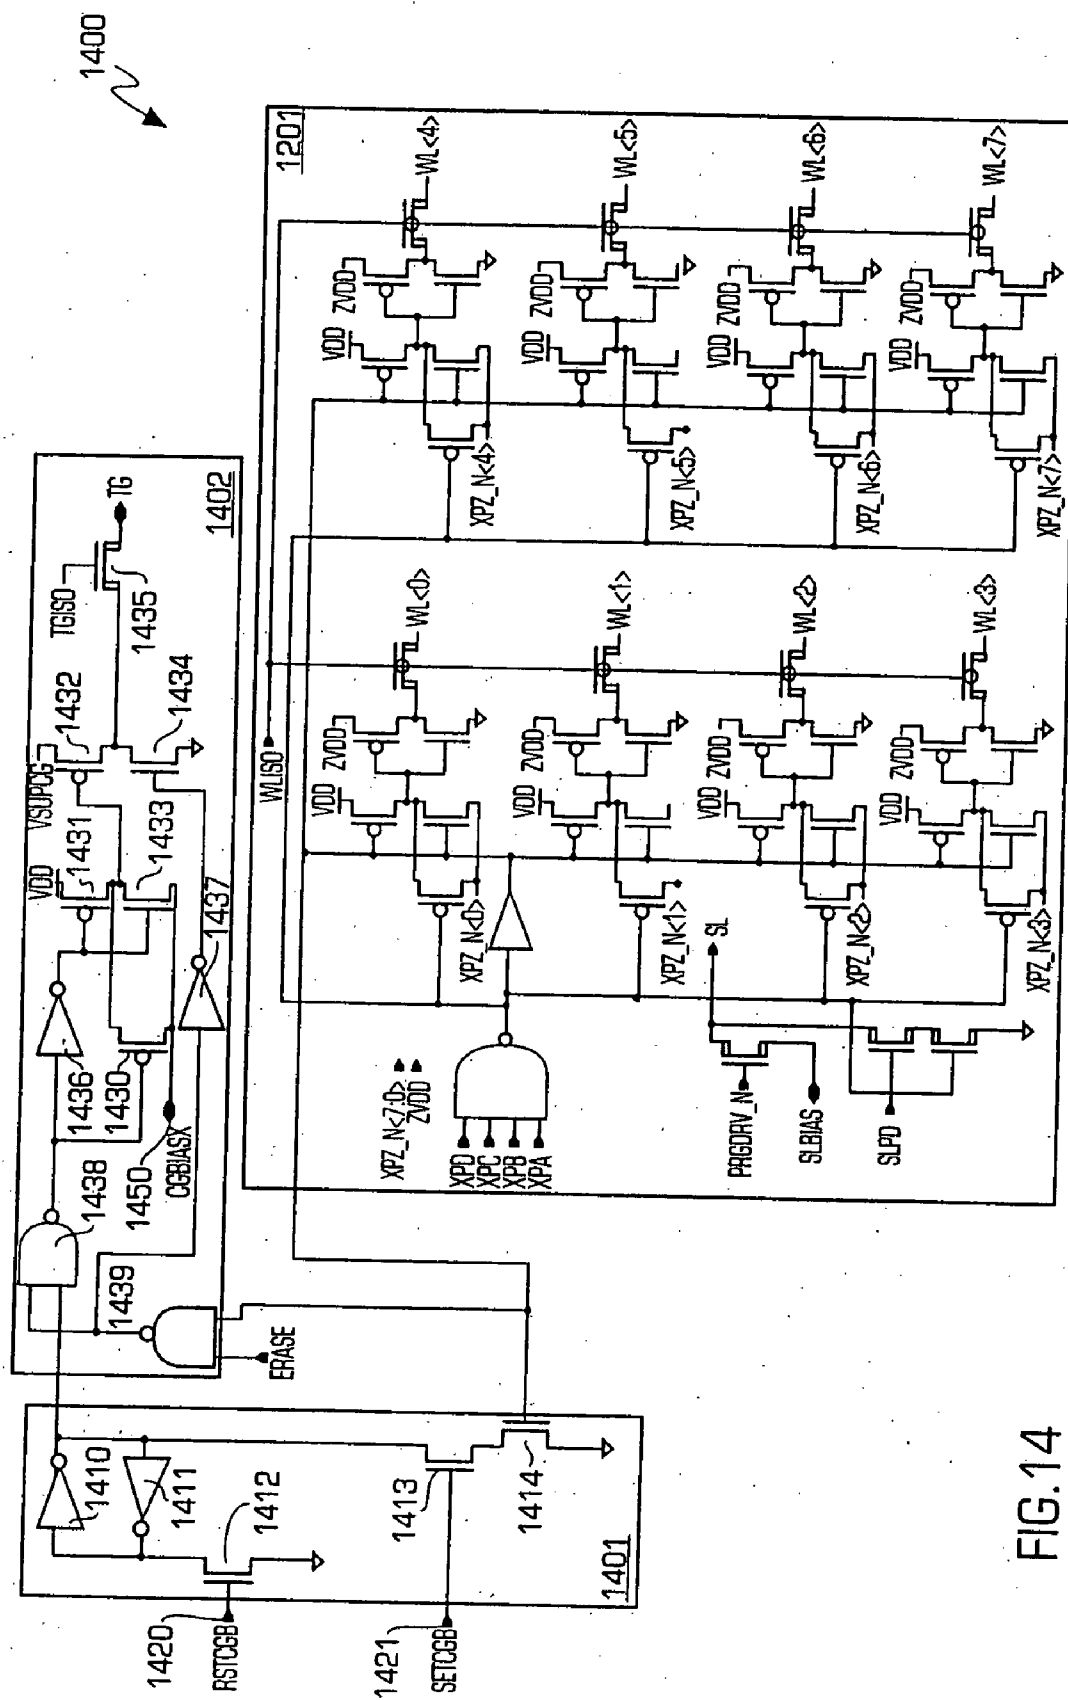 1400
1402
TGISO
TG
1435
VSUPCG
1432
1434
VDD
1431
1433
1437
1436
1430
1450
CGBIASX
1438
1439
ERASE
1410
1411
1412
1413
1414
1401
1420
RSTCGB
1421
SETCGB
1201
WLISO
VDD
ZVDD
WL<4>
XPZ_N<4>
VDD
ZVDD
WL<5>
XPZ_N<5>
VDD
ZVDD
WL<6>
XPZ_N<6>
VDD
ZVDD
WL<7>
XPZ_N<7>
VDD
ZVDD
WL<0>
XPZ_N<0>
VDD
ZVDD
WL<1>
XPZ_N<1>
VDD
ZVDD
WL<2>
XPZ_N<2>
VDD
ZVDD
WL<3>
XPZ_N<3>
XPZ_N<7:0>
ZVDD
XPD
XPC
XPB
XPA
SL
PRGDRV_N
SLBIAS
SLPD
FIG.14